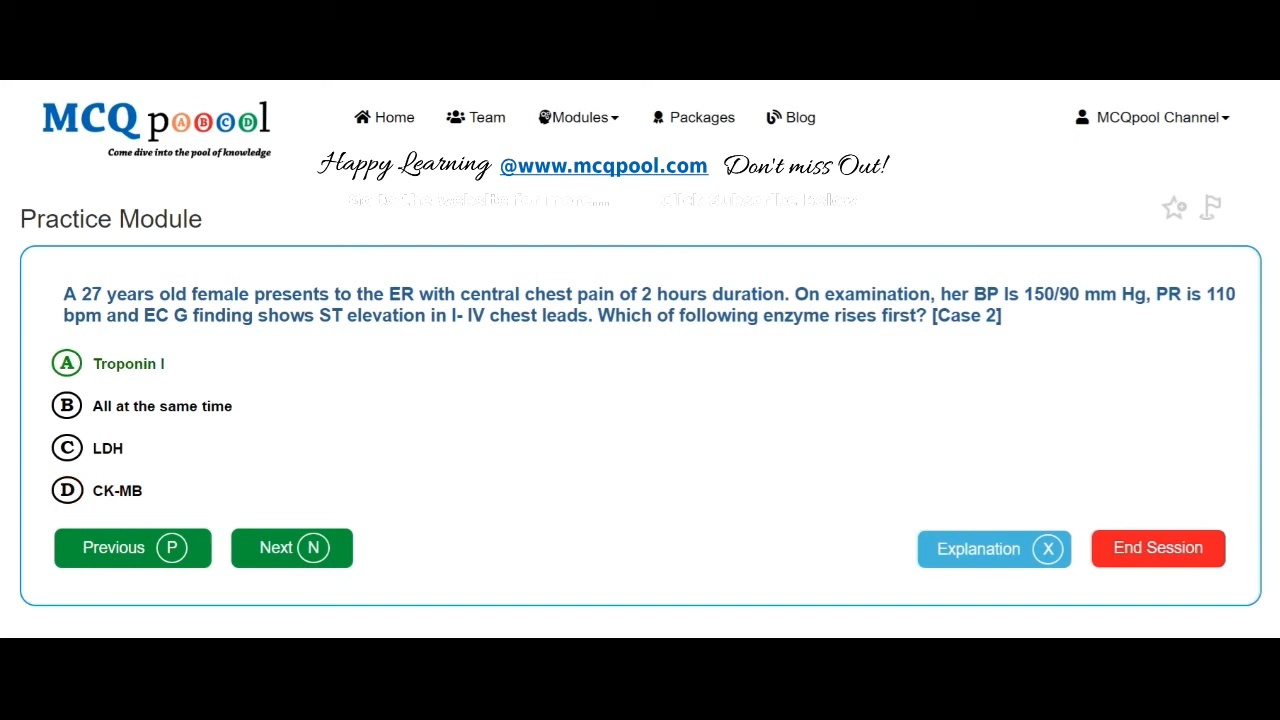 MCQ pooool
ABCD
Come dive into the pool of knowledge
Home Team Modules Packages Blog MCQpool Channel
Happy Learning @www.mcqpool.com Don't miss Out!
Practice Module
A 27 years old female presents to the ER with central chest pain of 2 hours duration. On examination, her BP Is 150/90 mm Hg, PR is 110
bpm and EC G finding shows ST elevation in I- IV chest leads. Which of following enzyme rises first? [Case 2]
A Troponin I
B All at the same time
C LDH
D CK-MB
Previous P Next N Explanation X End Session